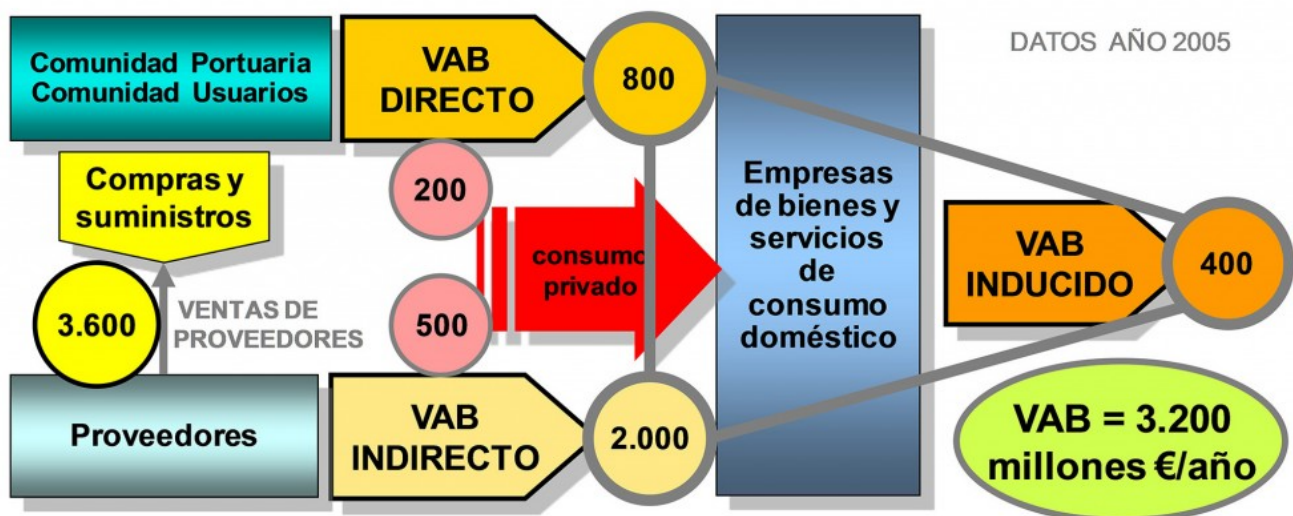 Comunidad Portuaria
Comunidad Usuarios
VAB
DIRECTO
800
DATOS AÑO 2005
Compras y
suministros
200
consumo
privado
Empresas
de bienes y
servicios
de
consumo
doméstico
VAB
INDUCIDO
400
3.600
VENTAS DE
PROVEEDORES
500
Proveedores
VAB
INDIRECTO
2.000
VAB = 3.200
millones €/año